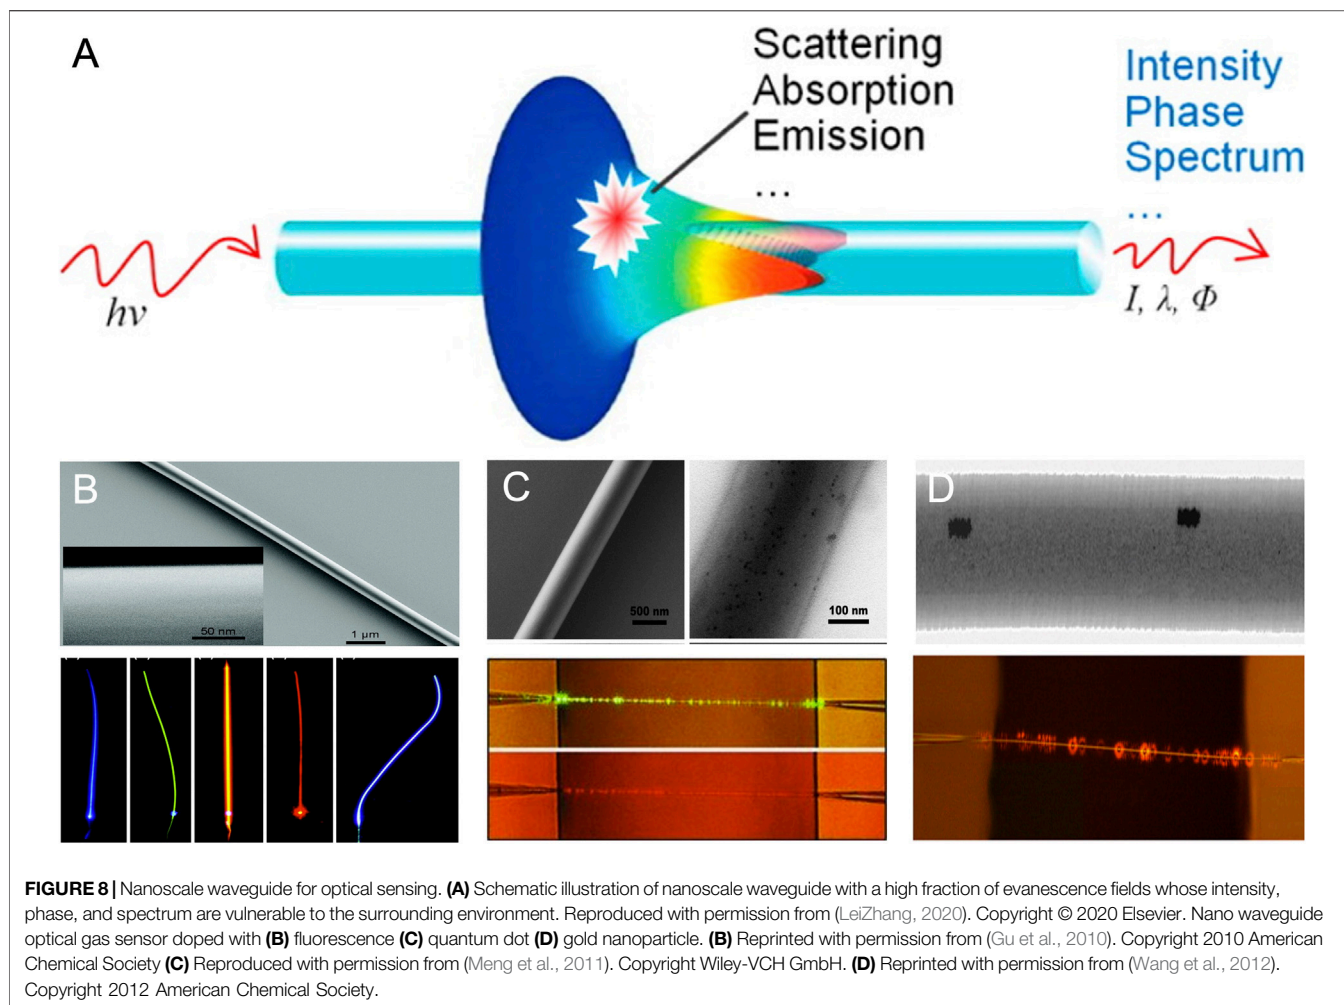 A
Scattering
Absorption
Emission
...
Intensity
Phase
Spectrum
...
hν
I, λ, Φ
B
50 nm
1 µm
C
500 nm
100 nm
D
FIGURE 8 | Nanoscale waveguide for optical sensing. (A) Schematic illustration of nanoscale waveguide with a high fraction of evanescence fields whose intensity,
phase, and spectrum are vulnerable to the surrounding environment. Reproduced with permission from (LeiZhang, 2020). Copyright © 2020 Elsevier. Nano waveguide
optical gas sensor doped with (B) fluorescence (C) quantum dot (D) gold nanoparticle. (B) Reprinted with permission from (Gu et al., 2010). Copyright 2010 American
Chemical Society (C) Reproduced with permission from (Meng et al., 2011). Copyright Wiley-VCH GmbH. (D) Reprinted with permission from (Wang et al., 2012).
Copyright 2012 American Chemical Society.